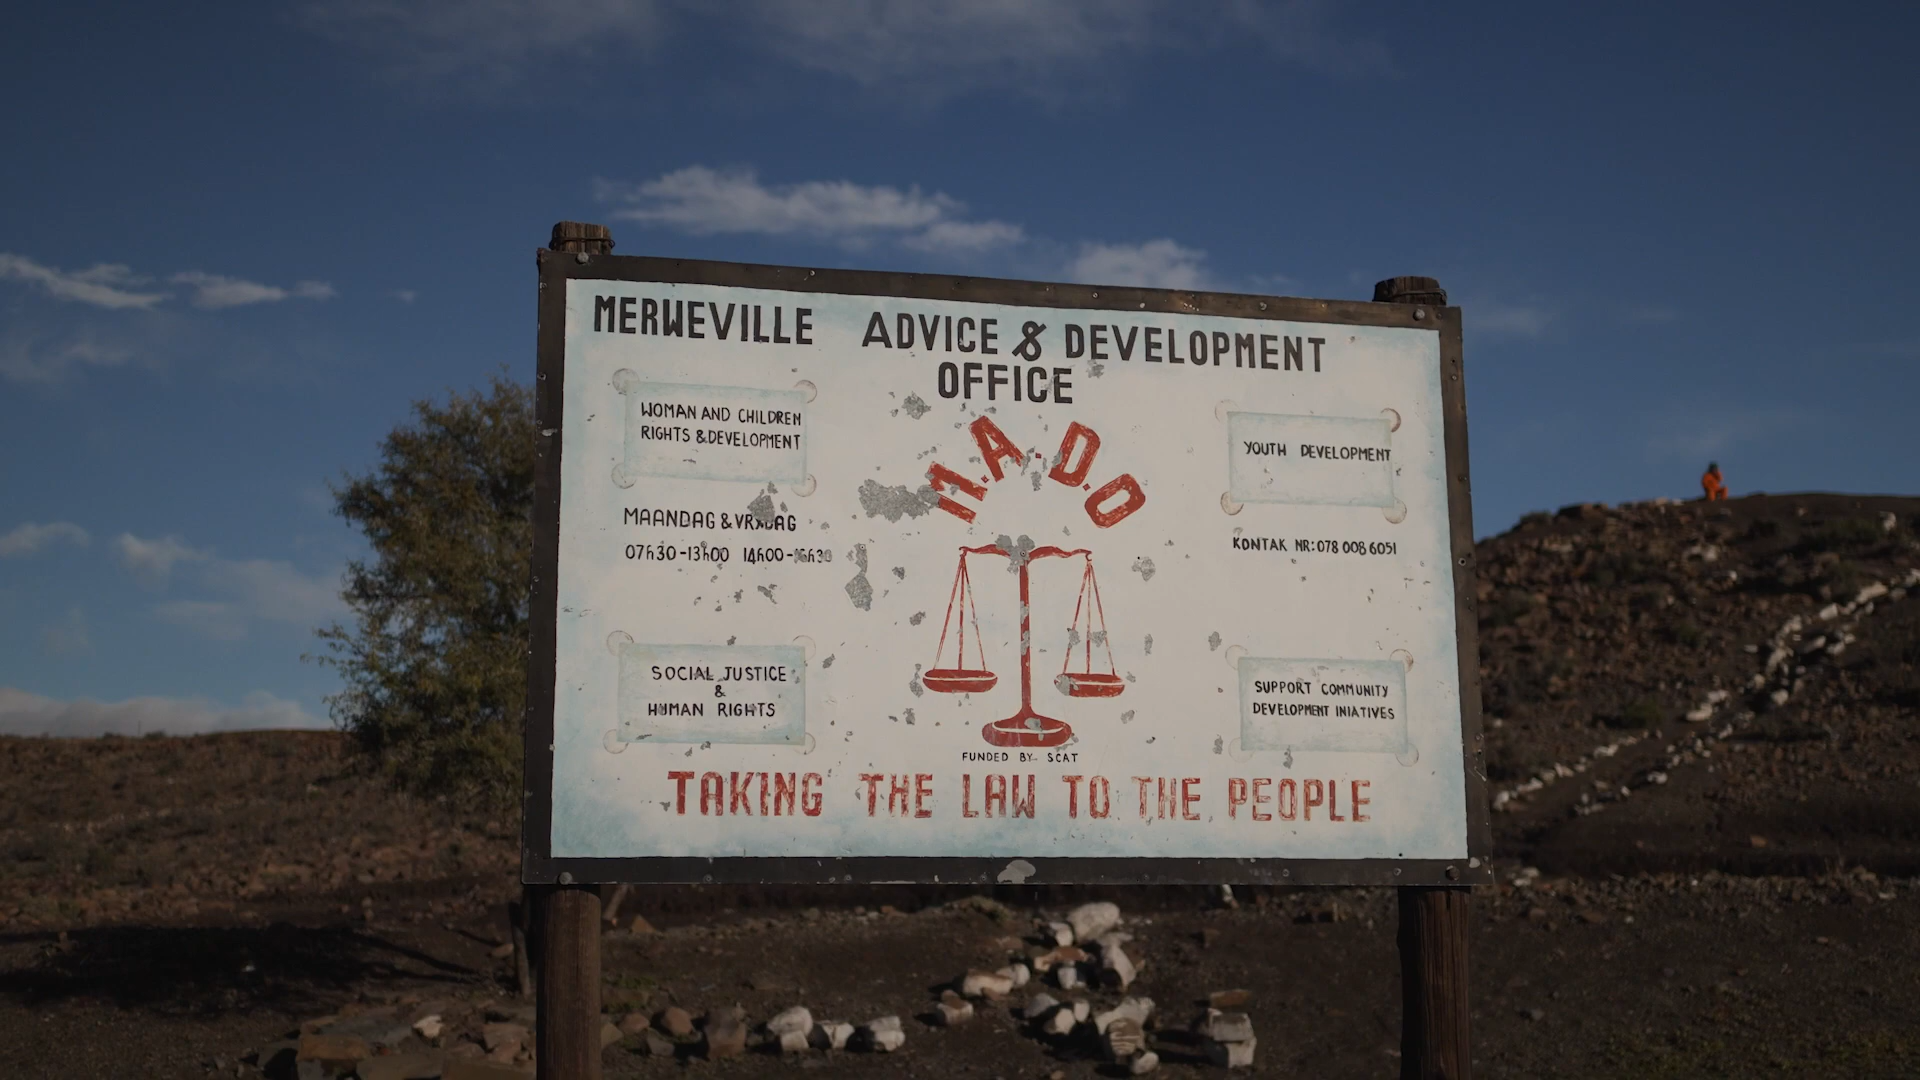 MERWEVILLE ADVICE & DEVELOPMENT
OFFICE
M.A.D.O
WOMAN AND CHILDREN
RIGHTS & DEVELOPMENT
MAANDAG & VRYDAG
07h30-13h00 14h00-16h30
YOUTH DEVELOPMENT
KONTAK NR: 078 008 6051
SOCIAL JUSTICE
&
HUMAN RIGHTS
SUPPORT COMMUNITY
DEVELOPMENT INIATIVES
FUNDED BY SCAT
TAKING THE LAW TO THE PEOPLE